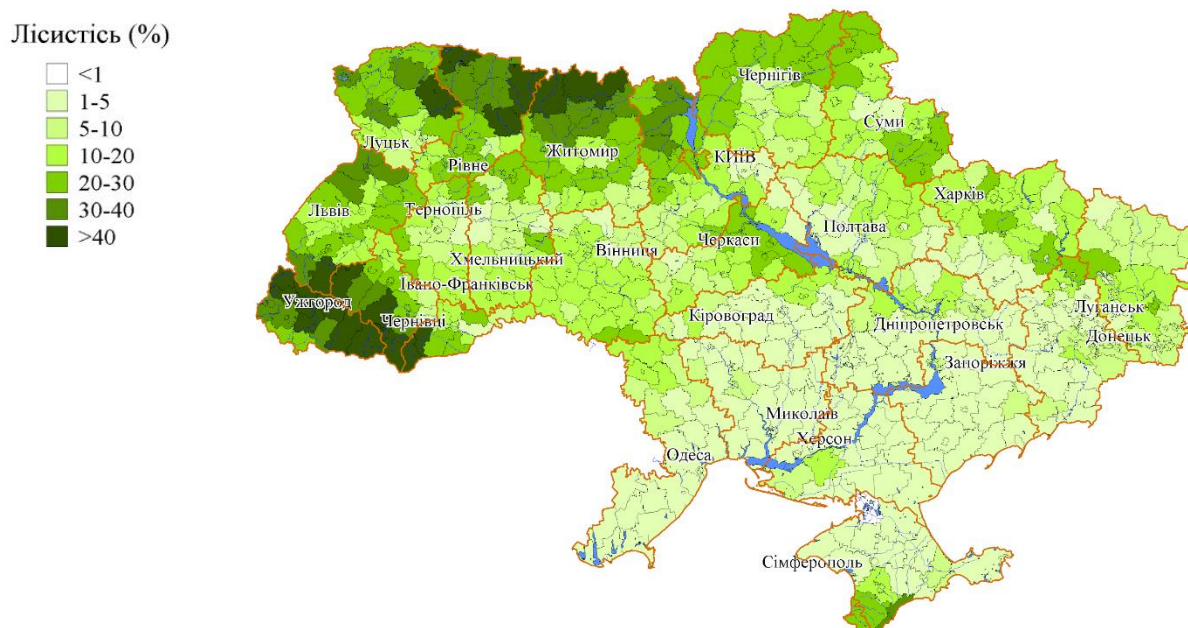 Лісистісь (%)
<1
1-5
5-10
10-20
20-30
30-40
>40
Чернігів
Суми
Луцьк
Рівне
Житомир
КИЇВ
Харків
Львів
Тернопіль
Полтава
Черкаси
Вінниця
Хмельницький
Івано-Франківськ
Ужгород
Чернівці
Кіровоград
Дніпропетровськ
Луганськ
Донецьк
Запоріжжя
Миколаїв
Херсон
Одеса
Сімферополь